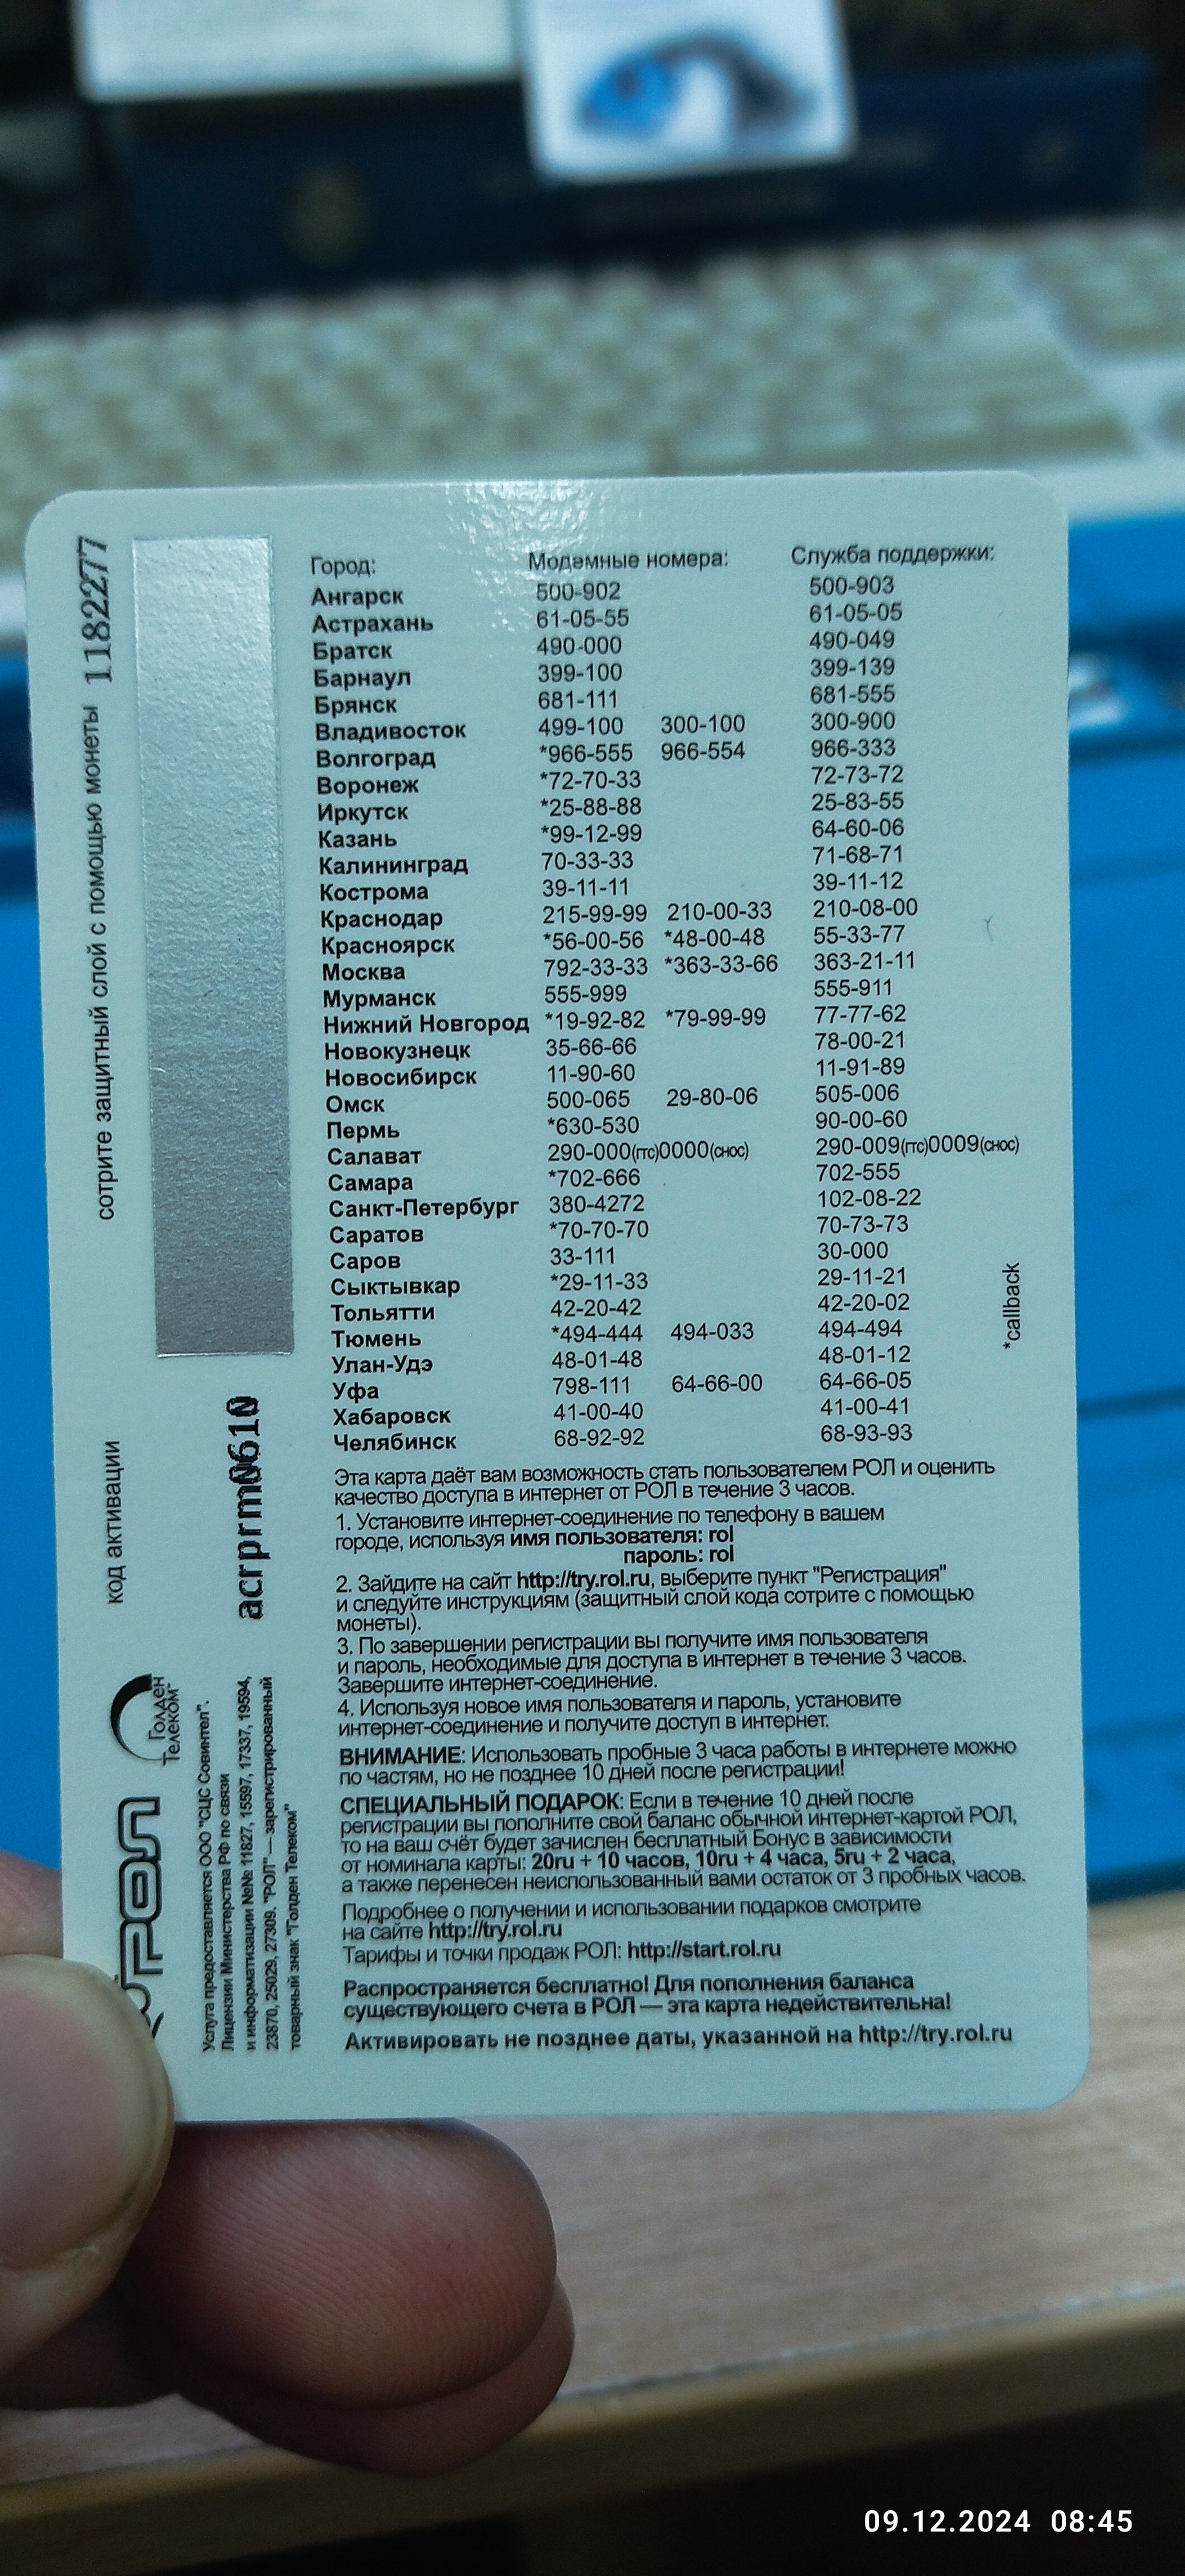 сотрите защитный слой с помощью монеты 1182277
код активации
acrprm0610
Голден
Телеком
РОЛ
Услуга предоставляется ООО "СЦС Совинтел".
Лицензии Министерства РФ по связи
и информатизации №№ 11827, 15597, 17337, 19594,
23870, 25029, 27309. "РОЛ" — зарегистрированный
товарный знак "Голден Телеком"
Город: Модемные номера: Служба поддержки:
Ангарск 500-902 500-903
Астрахань 61-05-55 61-05-05
Братск 490-000 490-049
Барнаул 399-100 399-139
Брянск 681-111 681-555
Владивосток 499-100 300-100 300-900
Волгоград *966-555 966-554 966-333
Воронеж *72-70-33 72-73-72
Иркутск *25-88-88 25-83-55
Казань *99-12-99 64-60-06
Калининград 70-33-33 71-68-71
Кострома 39-11-11 39-11-12
Краснодар 215-99-99 210-00-33 210-08-00
Красноярск *56-00-56 *48-00-48 55-33-77
Москва 792-33-33 *363-33-66 363-21-11
Мурманск 555-999 555-911
Нижний Новгород *19-92-82 *79-99-99 77-77-62
Новокузнецк 35-66-66 78-00-21
Новосибирск 11-90-60 11-91-89
Омск 500-065 29-80-06 505-006
Пермь *630-530 90-00-60
Салават 290-000(гтс)0000(снос) 290-009(гтс)0009(снос)
Самара *702-666 702-555
Санкт-Петербург 380-4272 102-08-22
Саратов *70-70-70 70-73-73
Саров 33-111 30-000
Сыктывкар *29-11-33 29-11-21
Тольятти 42-20-42 42-20-02
Тюмень *494-444 494-033 494-494
Улан-Удэ 48-01-48 48-01-12
Уфа 798-111 64-66-00 64-66-05
Хабаровск 41-00-40 41-00-41
Челябинск 68-92-92 68-93-93
*callback
Эта карта даёт вам возможность стать пользователем РОЛ и оценить
качество доступа в интернет от РОЛ в течение 3 часов.
1. Установите интернет-соединение по телефону в вашем
городе, используя имя пользователя: rol
пароль: rol
2. Зайдите на сайт http://try.rol.ru, выберите пункт "Регистрация"
и следуйте инструкциям (защитный слой кода сотрите с помощью
монеты).
3. По завершении регистрации вы получите имя пользователя
и пароль, необходимые для доступа в интернет в течение 3 часов.
Завершите интернет-соединение.
4. Используя новое имя пользователя и пароль, установите
интернет-соединение и получите доступ в интернет.
ВНИМАНИЕ: Использовать пробные 3 часа работы в интернете можно
по частям, но не позднее 10 дней после регистрации!
СПЕЦИАЛЬНЫЙ ПОДАРОК: Если в течение 10 дней после
регистрации вы пополните свой баланс обычной интернет-картой РОЛ,
то на ваш счёт будет зачислен бесплатный Бонус в зависимости
от номинала карты: 20ru + 10 часов, 10ru + 4 часа, 5ru + 2 часа,
а также перенесен неиспользованный вами остаток от 3 пробных часов.
Подробнее о получении и использовании подарков смотрите
на сайте http://try.rol.ru
Тарифы и точки продаж РОЛ: http://start.rol.ru
Распространяется бесплатно! Для пополнения баланса
существующего счета в РОЛ — эта карта недействительна!
Активировать не позднее даты, указанной на http://try.rol.ru
09.12.2024 08:45